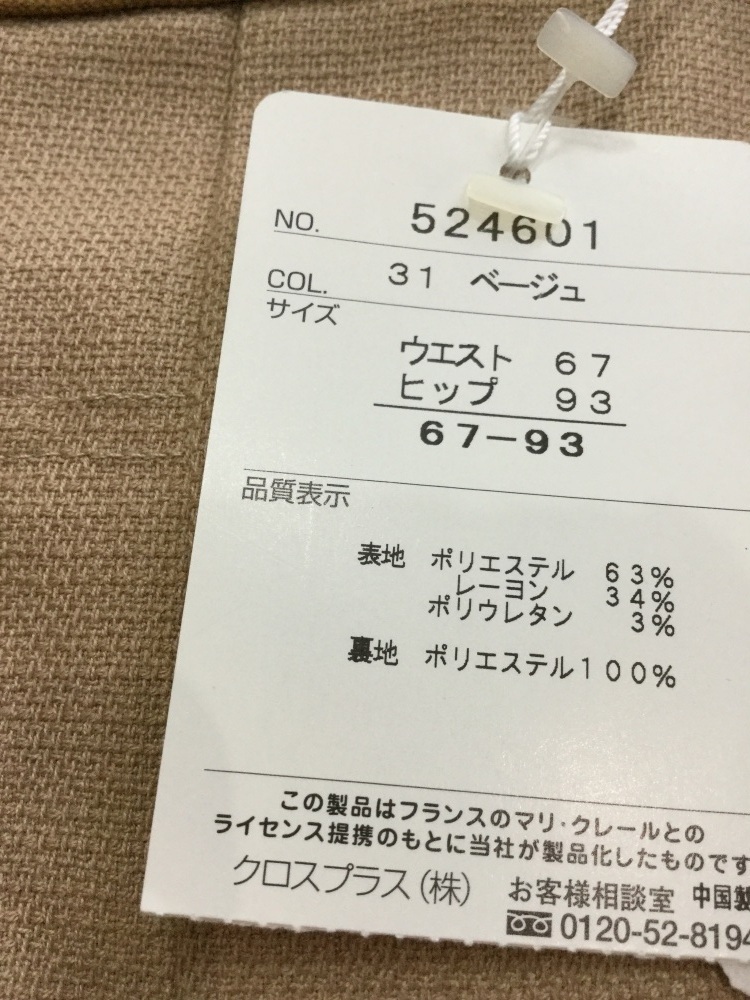 NO. 524601
COL. 31 ベージュ
サイズ
ウエスト 67
ヒップ 93
67-93
品質表示
表地 ポリエステル 63%
レーヨン 34%
ポリウレタン 3%
裏地 ポリエステル100%
この製品はフランスのマリ・クレールとの
ライセンス提携のもとに当社が製品化したものです
クロスプラス(株) お客様相談室 中国製
0120-52-8194